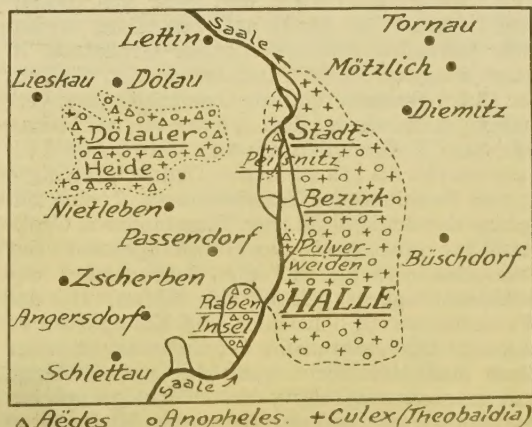 Lettin
Saale
Tornau
Mötzlich
Lieskau
Dölau
Diemitz
Dölauer
Heide
Stadt
Peißnitz
Nietleben
Bezirk
Passendorf
Pulver-
weiden
Büschdorf
Zscherben
Raben
Insel
HALLE
Angersdorf
Schlettau
Saale
△ Aëdes ○ Anopheles. + Culex (Theobaldia)